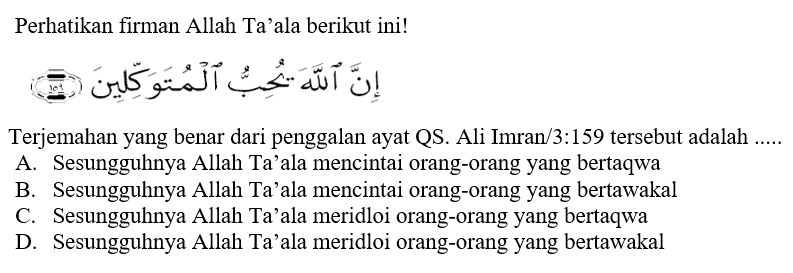 Perhatikan firman Allah Ta’ala berikut ini!
إِنَّ ٱللَّهَ يُحِبُّ ٱلْمُتَوَكِّلِينَ ١٥٩
Terjemahan yang benar dari penggalan ayat QS. Ali Imran/3:159 tersebut adalah .....
A. Sesungguhnya Allah Ta’ala mencintai orang-orang yang bertaqwa
B. Sesungguhnya Allah Ta’ala mencintai orang-orang yang bertawakal
C. Sesungguhnya Allah Ta’ala meridloi orang-orang yang bertaqwa
D. Sesungguhnya Allah Ta’ala meridloi orang-orang yang bertawakal